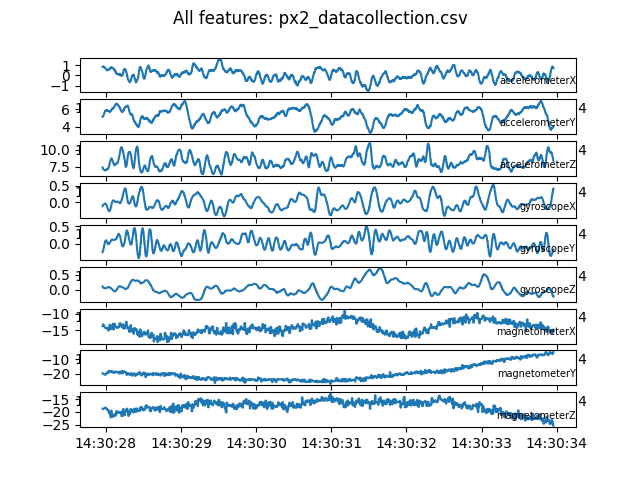 All features: px2_datacollection.csv
1
0
−1
accelerometerX
4
6
4
accelerometerY
4
10.0
7.5
accelerometerZ
4
0.5
0.0
gyroscopeX
4
0.5
0.0
gyroscopeY
4
0.5
0.0
gyroscopeZ
4
−10
−15
magnetometerX
4
−10
−20
magnetometerY
4
−15
−20
−25
magnetometerZ
14:30:28 14:30:29 14:30:30 14:30:31 14:30:32 14:30:33 14:30:34